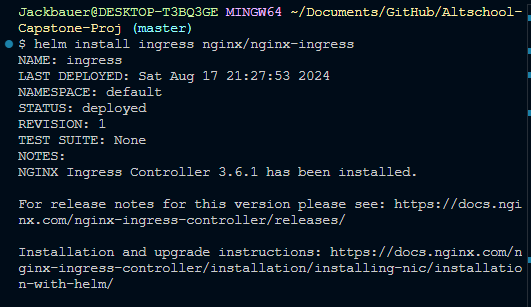 Jackbauer@DESKTOP-T3BQ3GE MINGW64 ~/Documents/GitHub/Altschool-
Capstone-Proj (master)
$ helm install ingress nginx/nginx-ingress
NAME: ingress
LAST DEPLOYED: Sat Aug 17 21:27:53 2024
NAMESPACE: default
STATUS: deployed
REVISION: 1
TEST SUITE: None
NOTES:
NGINX Ingress Controller 3.6.1 has been installed.

For release notes for this version please see: https://docs.ngi
nx.com/nginx-ingress-controller/releases/

Installation and upgrade instructions: https://docs.nginx.com/n
ginx-ingress-controller/installation/installing-nic/installatio
n-with-helm/